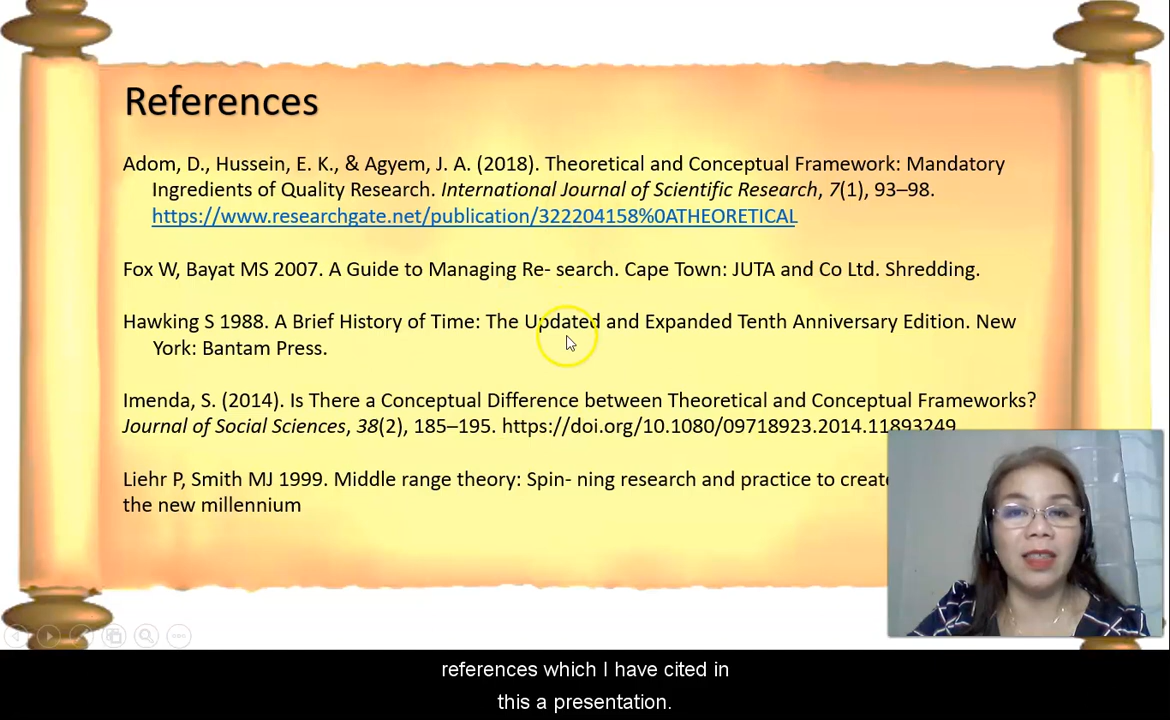 References
Adom, D., Hussein, E. K., & Agyem, J. A. (2018). Theoretical and Conceptual Framework: Mandatory
Ingredients of Quality Research. International Journal of Scientific Research, 7(1), 93–98.
https://www.researchgate.net/publication/322204158%0ATHEORETICAL
Fox W, Bayat MS 2007. A Guide to Managing Re- search. Cape Town: JUTA and Co Ltd. Shredding.
Hawking S 1988. A Brief History of Time: The Updated and Expanded Tenth Anniversary Edition. New
York: Bantam Press.
Imenda, S. (2014). Is There a Conceptual Difference between Theoretical and Conceptual Frameworks?
Journal of Social Sciences, 38(2), 185–195. https://doi.org/10.1080/09718923.2014.11893249
Liehr P, Smith MJ 1999. Middle range theory: Spin- ning research and practice to create
the new millennium
references which I have cited in
this a presentation.